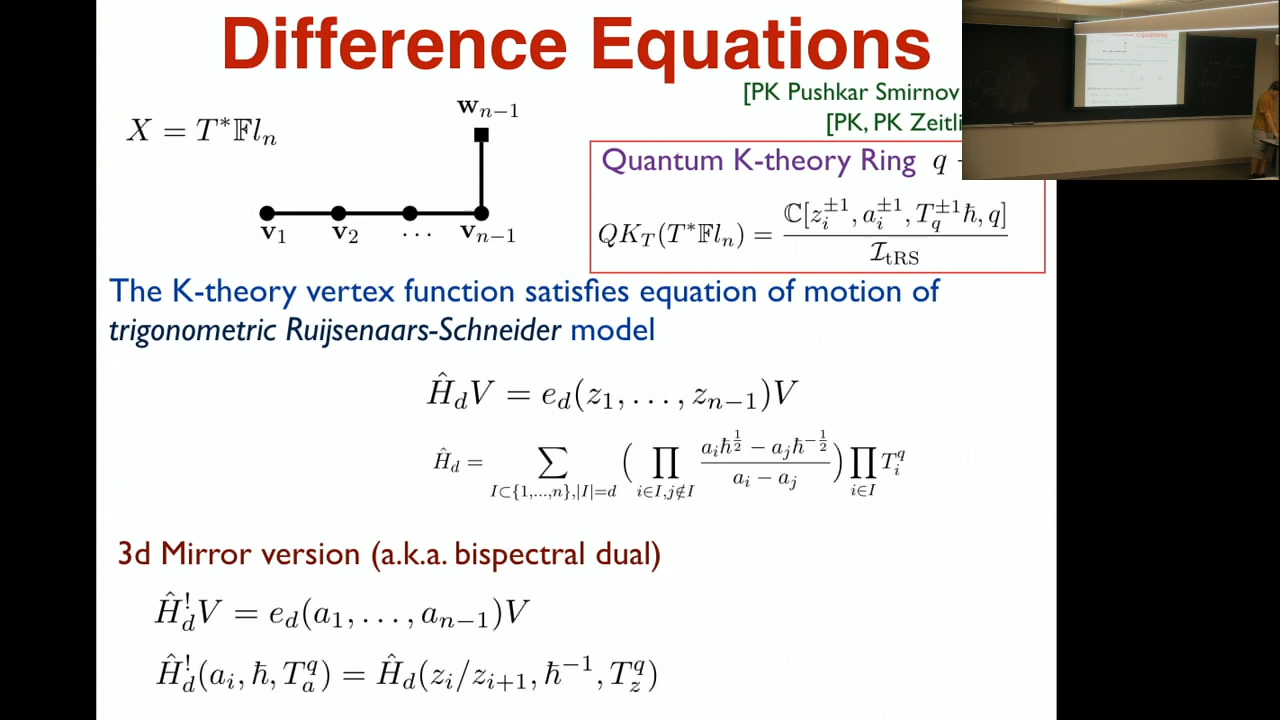 Difference Equations
[PK Pushkar Smirnov
[PK, PK Zeitli
X = T*𝔽l_n
w_{n-1}
v_1 v_2 ⋯ v_{n-1}
Quantum K-theory Ring q
QK_T(T*𝔽l_n) = ℂ[z_i^{±1}, a_i^{±1}, T_q^{±1}ħ, q] / 𝓘_{tRS}
The K-theory vertex function satisfies equation of motion of
trigonometric Ruijsenaars-Schneider model
Ĥ_d V = e_d(z_1, …, z_{n-1})V
Ĥ_d = ∑_{I⊂{1,…,n},|I|=d} ( ∏_{i∈I,j∉I} (a_i ħ^{1/2} − a_j ħ^{−1/2}) / (a_i − a_j) ) ∏_{i∈I} T_i^q
3d Mirror version (a.k.a. bispectral dual)
Ĥ_d^! V = e_d(a_1, …, a_{n-1})V
Ĥ_d^!(a_i, ħ, T_a^q) = Ĥ_d(z_i/z_{i+1}, ħ^{−1}, T_z^q)